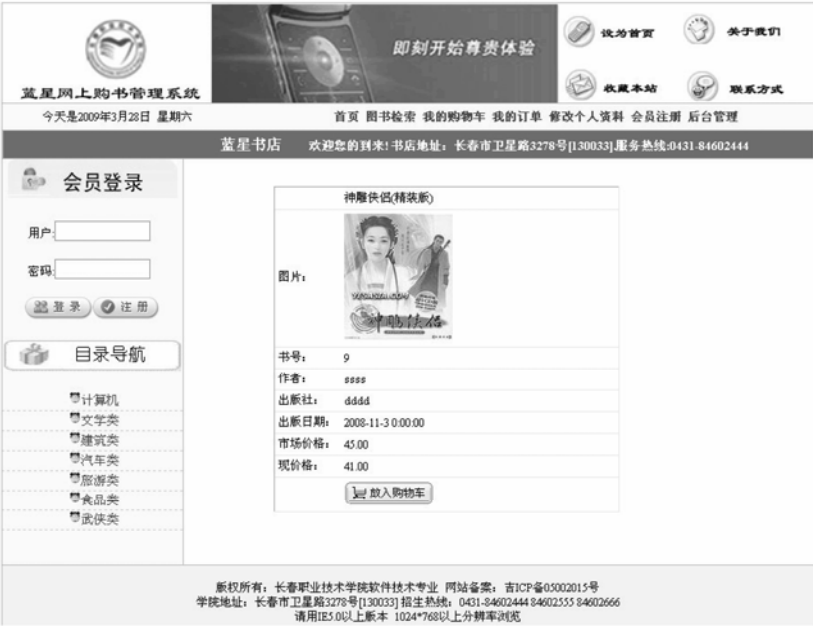 即刻开始尊贵体验
设为首页
关于我们
收藏本站
联系方式
蓝星网上购书管理系统
今天是2009年3月28日 星期六
首页 图书检索 我的购物车 我的订单 修改个人资料 会员注册 后台管理
蓝星书店 欢迎您的到来!书店地址：长春市卫星路3278号[130033].服务热线:0431-84602444
会员登录
用户:
密码:
登录 注册
目录导航
计算机
文学类
建筑类
汽车类
旅游类
食品类
武侠类
神雕侠侣(精装版)
图片：
神雕侠侣
书号： 9
作者： ssss
出版社： dddd
出版日期： 2008-11-3 0:00:00
市场价格： 45.00
现价格： 41.00
放入购物车
版权所有：长春职业技术学院软件技术专业 网站备案：吉ICP备05002015号
学院地址：长春市卫星路3278号[130033] 招生热线：0431-84602444 84602555 84602666
请用IE5.0以上版本 1024*768以上分辨率浏览